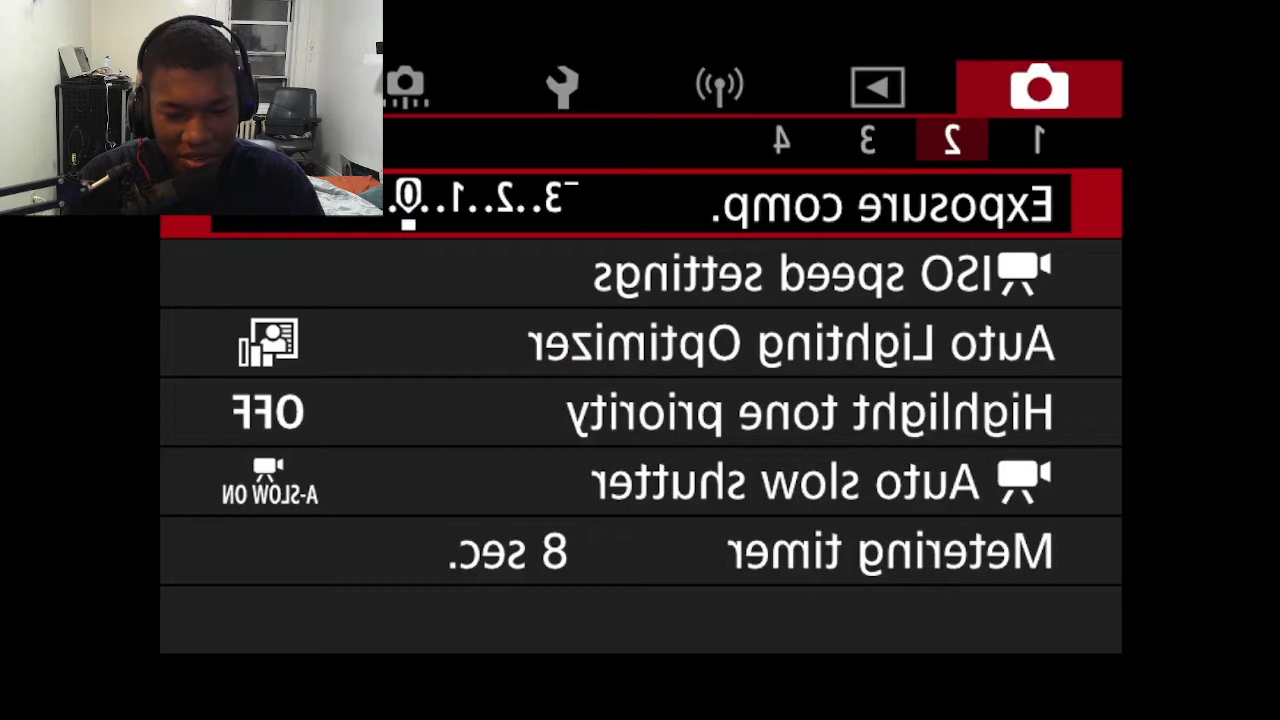 1 2 3 4
Exposure comp. -3..2..1..0.
ISO speed settings
Auto Lighting Optimizer
Highlight tone priority OFF
Auto slow shutter A-SLOW ON
Metering timer 8 sec.